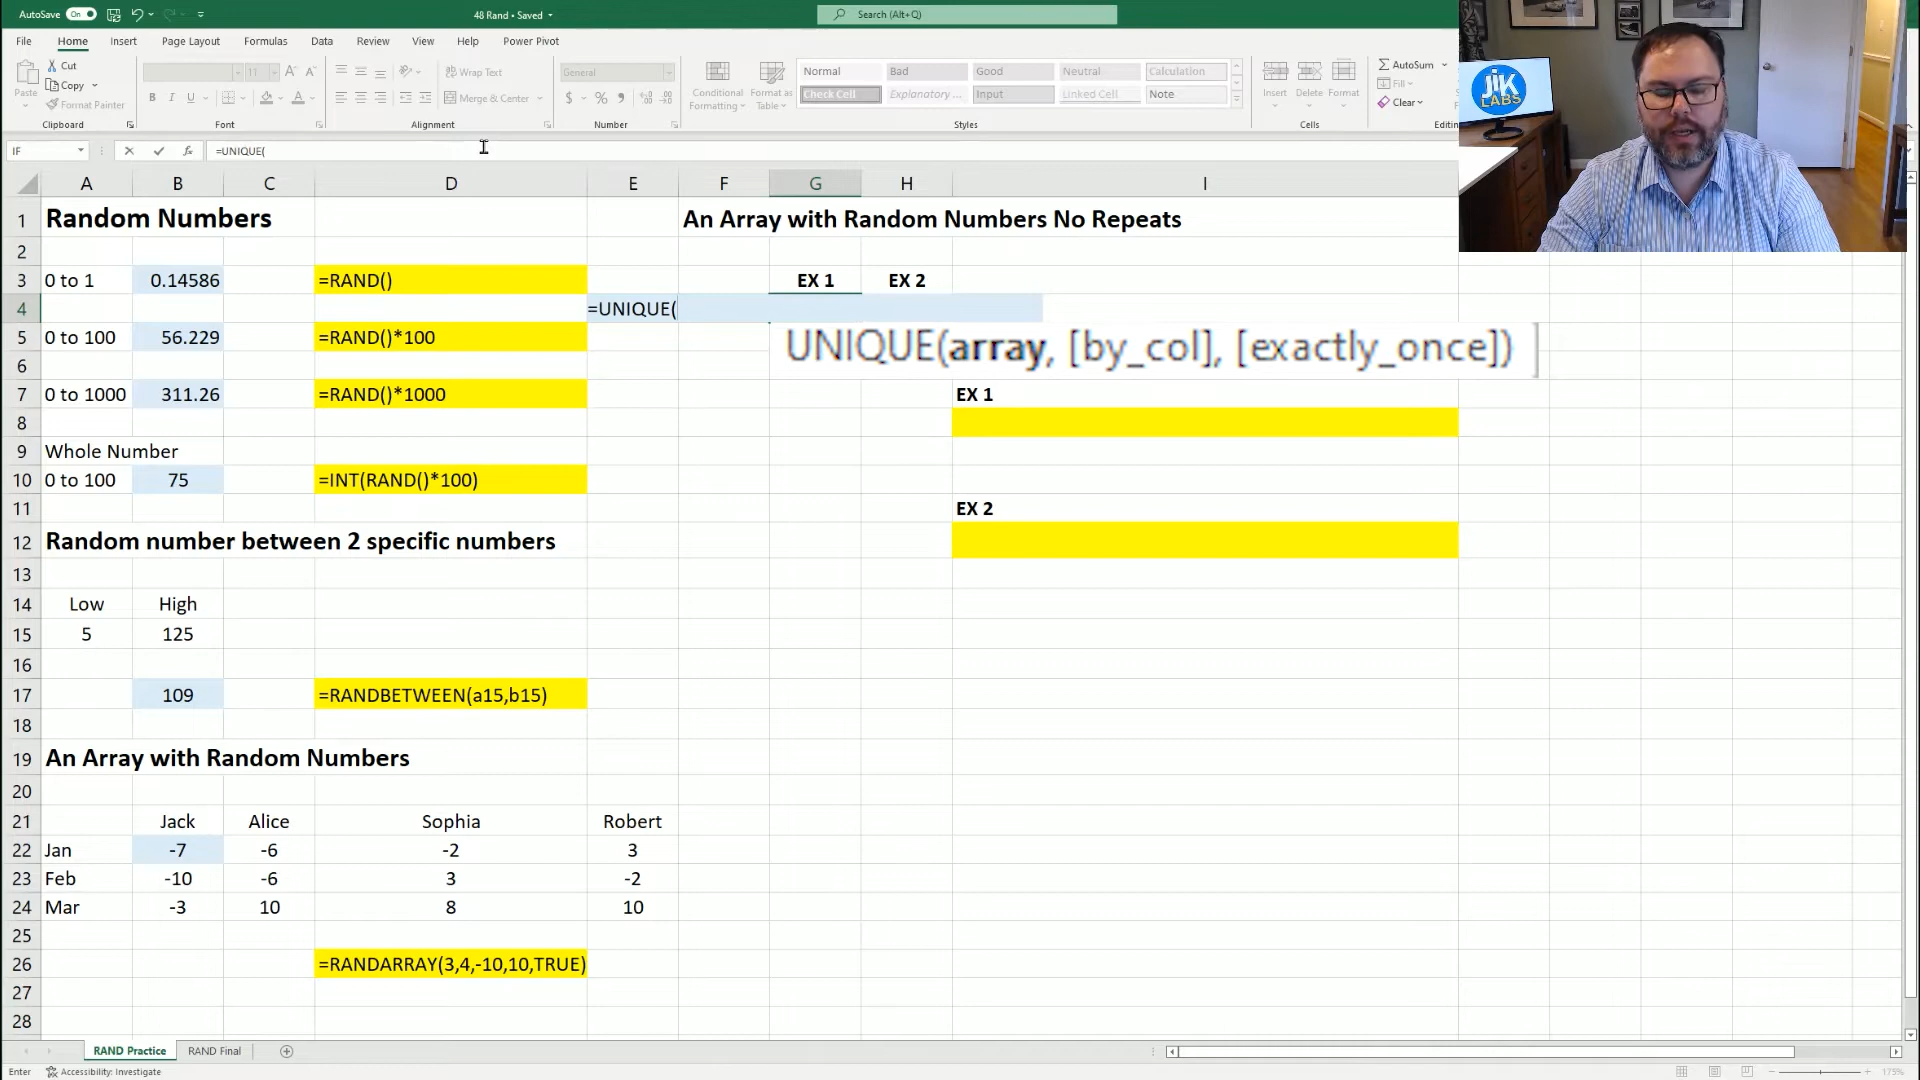 AutoSave On 48 Rand • Saved Search (Alt+Q)
File Home Insert Page Layout Formulas Data Review View Help Power Pivot
Paste
Cut
Copy
Format Painter
11 A A
B I U A
Wrap Text
Merge & Center
General
$ % ,
Conditional Formatting
Format as Table
Normal Bad Good Neutral Calculation
Check Cell Explanatory ... Input Linked Cell Note
Insert Delete Format
AutoSum
Fill
Clear
Clipboard Font Alignment Number Styles Cells Editin
JIK
LABS
IF fx =UNIQUE(
A B C D E F G H I
1 Random Numbers An Array with Random Numbers No Repeats
2
3 0 to 1 0.14586 =RAND() EX 1 EX 2
4 =UNIQUE(
UNIQUE(array, [by_col], [exactly_once])
5 0 to 100 56.229 =RAND()*100
6
7 0 to 1000 311.26 =RAND()*1000 EX 1
8
9 Whole Number
10 0 to 100 75 =INT(RAND()*100)
11 EX 2
12 Random number between 2 specific numbers
13
14 Low High
15 5 125
16
17 109 =RANDBETWEEN(a15,b15)
18
19 An Array with Random Numbers
20
21 Jack Alice Sophia Robert
22 Jan -7 -6 -2 3
23 Feb -10 -6 3 -2
24 Mar -3 10 8 10
25
26 =RANDARRAY(3,4,-10,10,TRUE)
27
28
RAND Practice RAND Final
Enter Accessibility: Investigate 175%